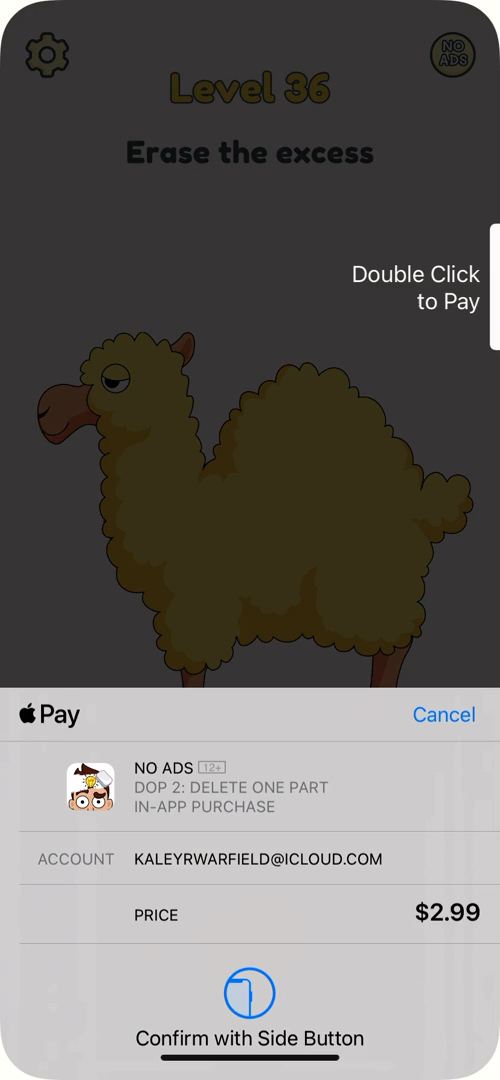 NO
ADS
Level 36
Erase the excess
Double Click
to Pay
Pay
Cancel
NO ADS 12+
DOP 2: DELETE ONE PART
IN-APP PURCHASE
ACCOUNT KALEYRWARFIELD@ICLOUD.COM
PRICE $2.99
Confirm with Side Button